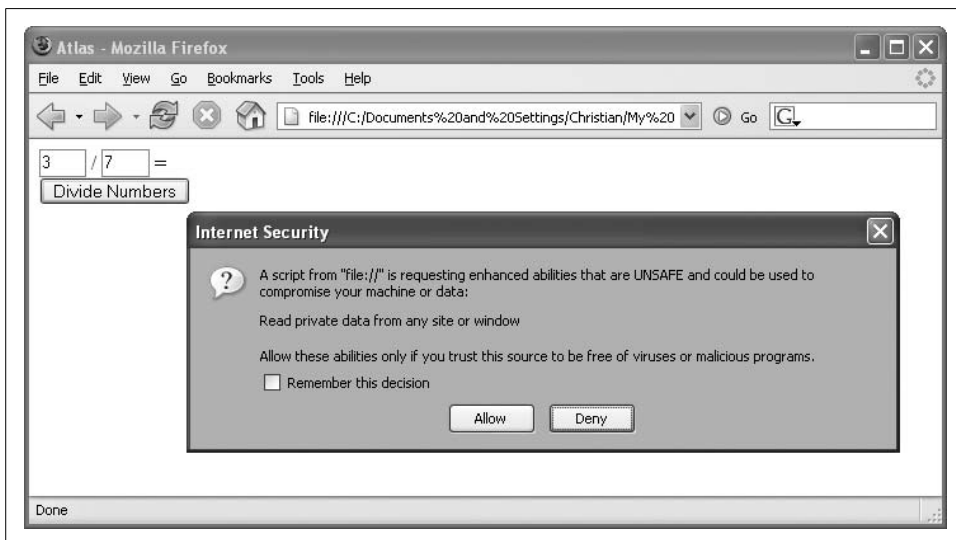 Atlas - Mozilla Firefox
File Edit View Go Bookmarks Tools Help
file:///C:/Documents%20and%20Settings/Christian/My%20 Go G
3 / 7 =
Divide Numbers
Internet Security
? A script from "file://" is requesting enhanced abilities that are UNSAFE and could be used to
compromise your machine or data:
Read private data from any site or window
Allow these abilities only if you trust this source to be free of viruses or malicious programs.
Remember this decision
Allow Deny
Done